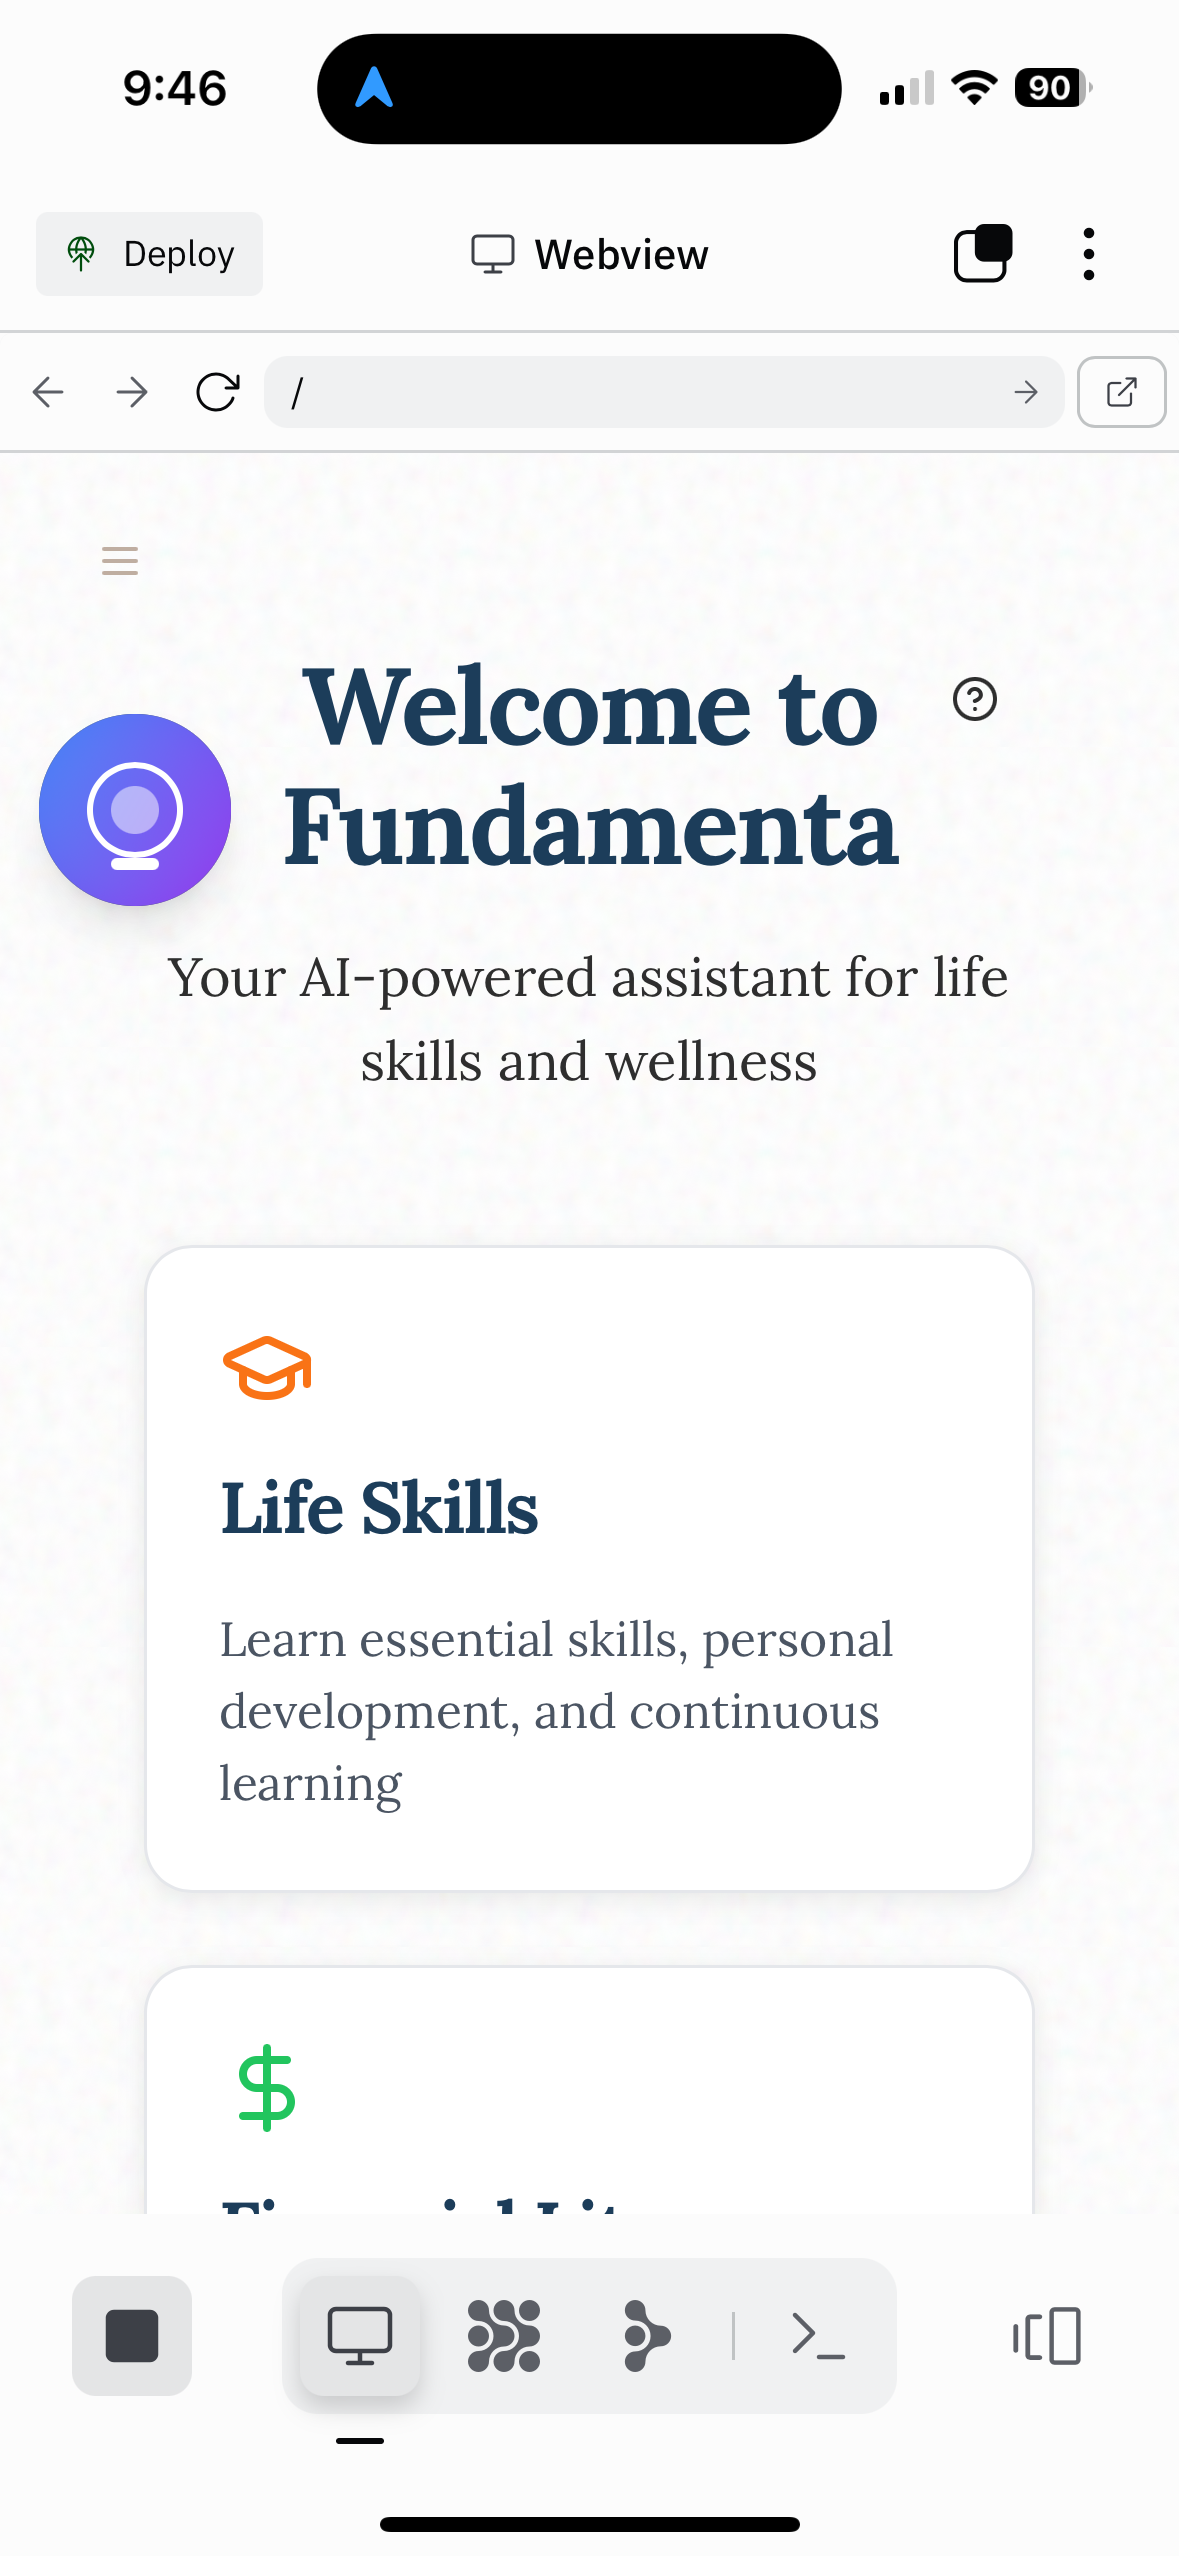 9:46
90
Deploy
Webview
/
Welcome to
Fundamenta
Your AI-powered assistant for life
skills and wellness
Life Skills
Learn essential skills, personal
development, and continuous
learning